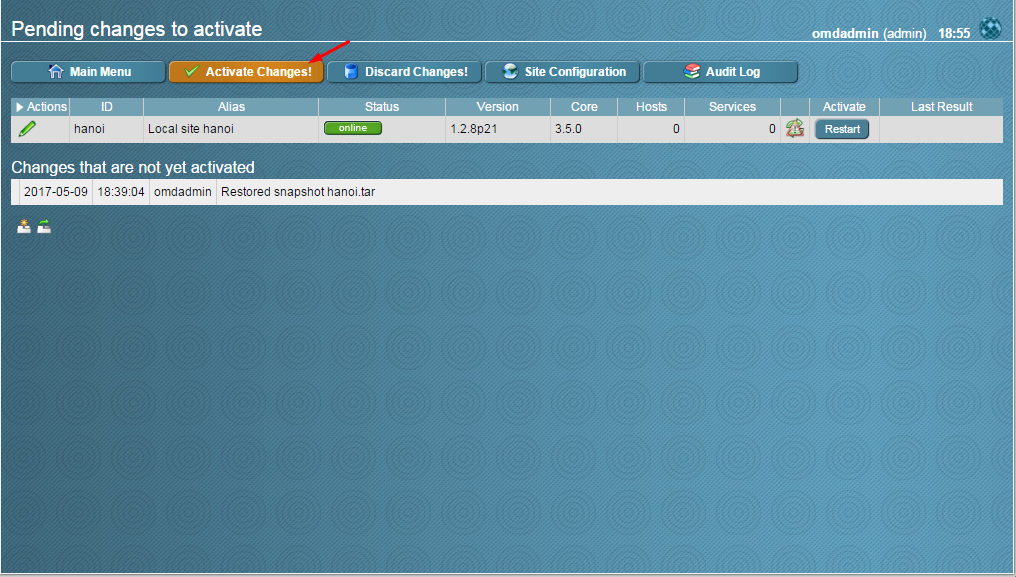 Pending changes to activate
omdadmin (admin) 18:55
Main Menu Activate Changes! Discard Changes! Site Configuration Audit Log
Actions ID Alias Status Version Core Hosts Services Activate Last Result
hanoi Local site hanoi online 1.2.8p21 3.5.0 0 0 Restart
Changes that are not yet activated
2017-05-09 18:39:04 omdadmin Restored snapshot hanoi.tar